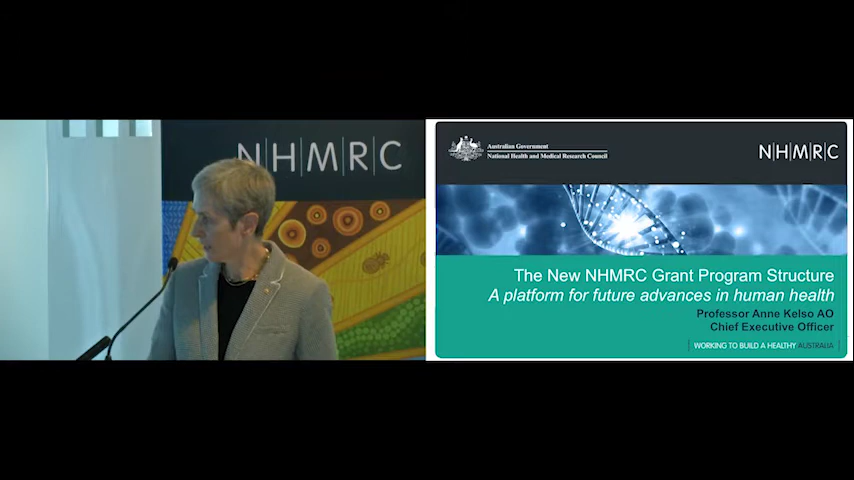 NHMRC
Australian Government
National Health and Medical Research Council
N|H|M|R|C
The New NHMRC Grant Program Structure
A platform for future advances in human health
Professor Anne Kelso AO
Chief Executive Officer
WORKING TO BUILD A HEALTHY AUSTRALIA